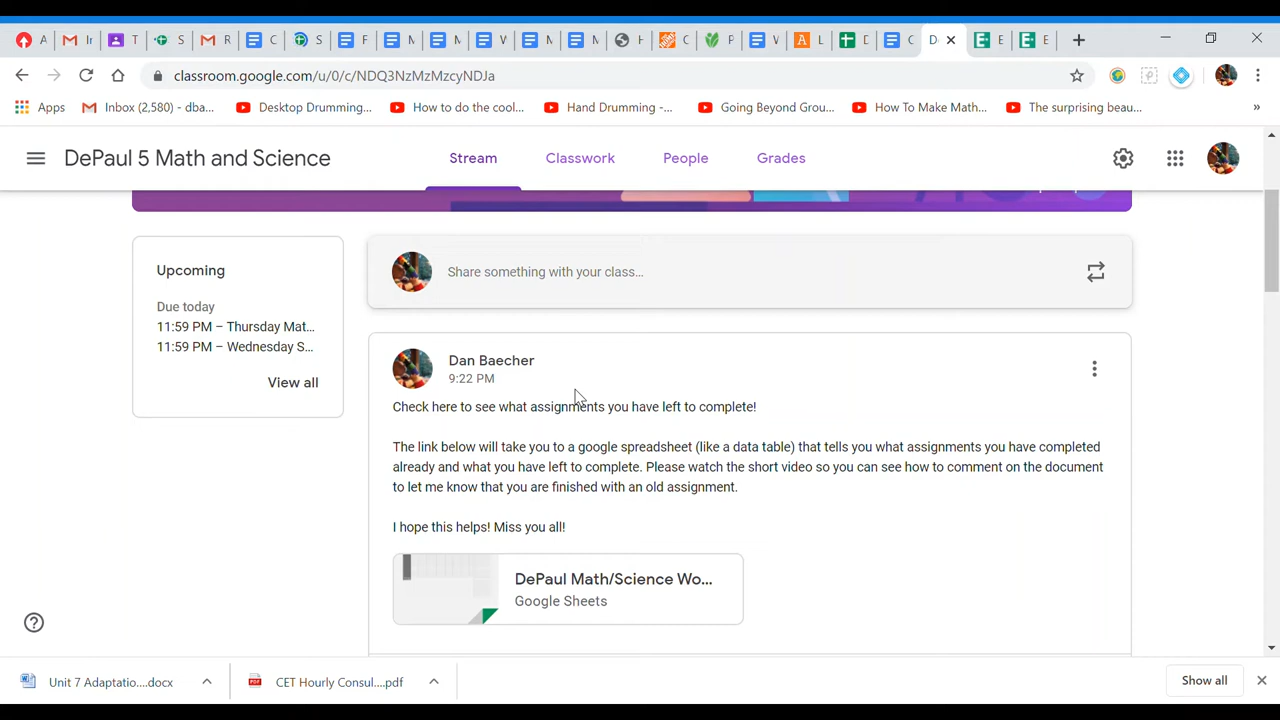 classroom.google.com/u/0/c/NDQ3NzMzMzcyNDJa
Apps
Inbox (2,580) - dba...
Desktop Drumming...
How to do the cool...
Hand Drumming -...
Going Beyond Grou...
How To Make Math...
The surprising beau...
»
DePaul 5 Math and Science
Stream
Classwork
People
Grades
Upcoming
Due today
11:59 PM – Thursday Mat...
11:59 PM – Wednesday S...
View all
Share something with your class...
Dan Baecher
9:22 PM
Check here to see what assignments you have left to complete!
The link below will take you to a google spreadsheet (like a data table) that tells you what assignments you have completed
already and what you have left to complete. Please watch the short video so you can see how to comment on the document
to let me know that you are finished with an old assignment.
I hope this helps! Miss you all!
DePaul Math/Science Wo...
Google Sheets
Unit 7 Adaptatio....docx
CET Hourly Consul....pdf
Show all